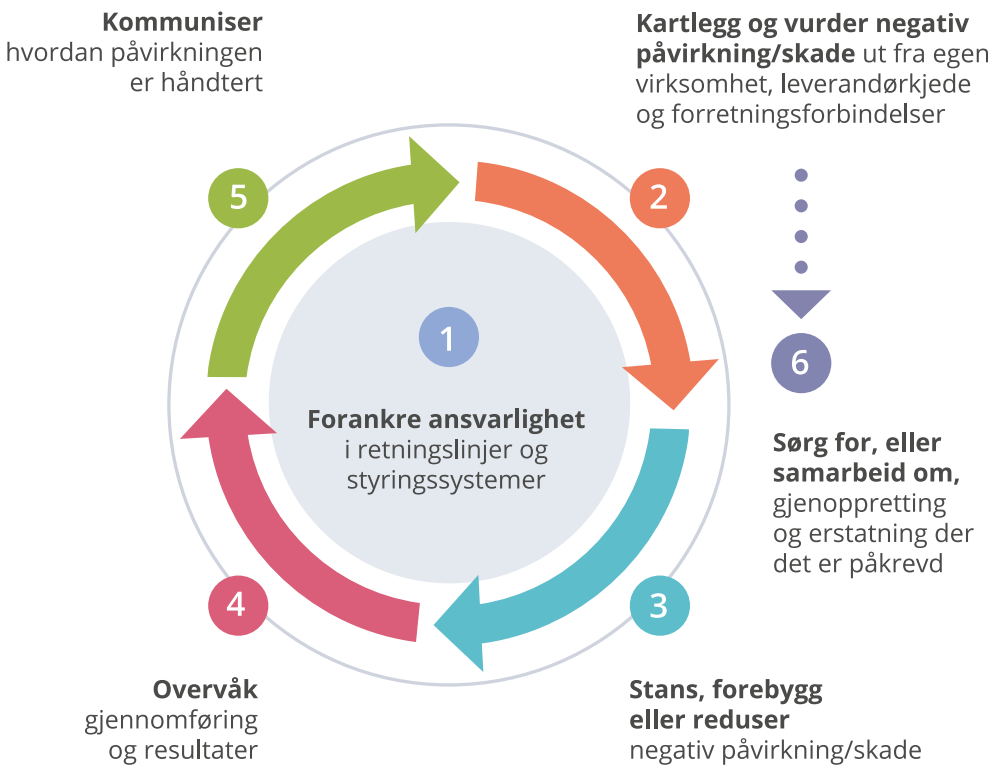 Kommuniser
hvordan påvirkningen
er håndtert
Kartlegg og vurder negativ
påvirkning/skade ut fra egen
virksomhet, leverandørkjede
og forretningsforbindelser
5
2
1
Forankre ansvarlighet
i retningslinjer og
styringssystemer
6
Sørg for, eller
samarbeid om,
gjenoppretting
og erstatning der
det er påkrevd
4
3
Overvåk
gjennomføring
og resultater
Stans, forebygg
eller reduser
negativ påvirkning/skade